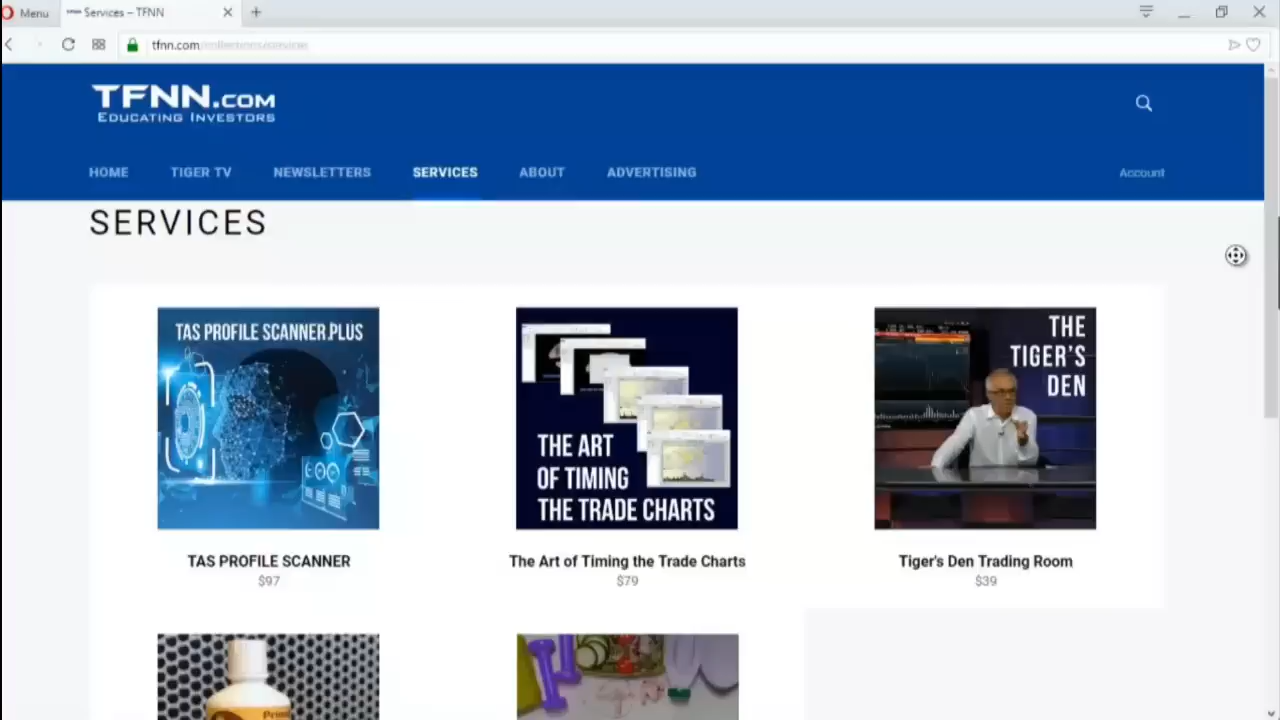 Menu
Services – TFNN
tfnn.com/collections/services
TFNN.COM
EDUCATING INVESTORS
HOME
TIGER TV
NEWSLETTERS
SERVICES
ABOUT
ADVERTISING
Account
SERVICES
TAS PROFILE SCANNER PLUS
THE ART
OF TIMING
THE TRADE CHARTS
THE
TIGER'S
DEN
TAS PROFILE SCANNER
$97
The Art of Timing the Trade Charts
$79
Tiger's Den Trading Room
$39